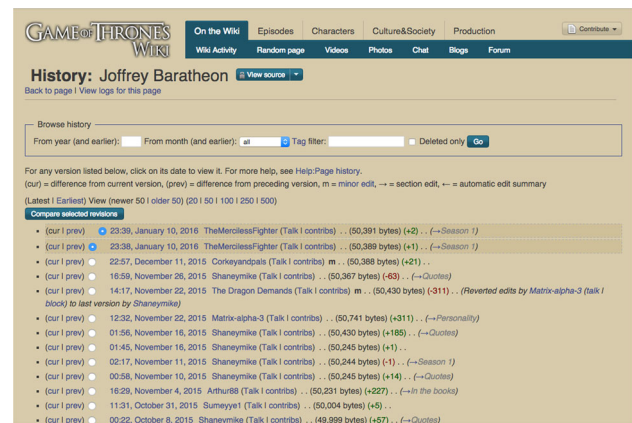 GAME OF THRONES
WIKI
On the Wiki Episodes Characters Culture&Society Production
Contribute
Wiki Activity Random page Videos Photos Chat Blogs Forum
History: Joffrey Baratheon View source
Back to page | View logs for this page
Browse history
From year (and earlier): From month (and earlier): all Tag filter: Deleted only Go
For any version listed below, click on its date to view it. For more help, see Help:Page history.
(cur) = difference from current version, (prev) = difference from preceding version, m = minor edit, → = section edit, ← = automatic edit summary
(Latest | Earliest) View (newer 50 | older 50) (20 | 50 | 100 | 250 | 500)
Compare selected revisions
• (cur | prev) 23:39, January 10, 2016 TheMercilessFighter (Talk | contribs) . . (50,391 bytes) (+2) . . (→Season 1)
• (cur | prev) 23:38, January 10, 2016 TheMercilessFighter (Talk | contribs) . . (50,389 bytes) (+1) . . (→Season 1)
• (cur | prev) 22:57, December 11, 2015 Corkeyandpals (Talk | contribs) m . . (50,388 bytes) (+21) . .
• (cur | prev) 16:59, November 26, 2015 Shaneymike (Talk | contribs) . . (50,367 bytes) (-63) . . (→Quotes)
• (cur | prev) 14:17, November 22, 2015 The Dragon Demands (Talk | contribs) m . . (50,430 bytes) (-311) . . (Reverted edits by Matrix-alpha-3 (talk |
block) to last version by Shaneymike)
• (cur | prev) 12:32, November 22, 2015 Matrix-alpha-3 (Talk | contribs) . . (50,741 bytes) (+311) . . (→Personality)
• (cur | prev) 01:56, November 16, 2015 Shaneymike (Talk | contribs) . . (50,430 bytes) (+185) . . (→Quotes)
• (cur | prev) 01:45, November 16, 2015 Shaneymike (Talk | contribs) . . (50,245 bytes) (+1) . .
• (cur | prev) 02:17, November 11, 2015 Shaneymike (Talk | contribs) . . (50,244 bytes) (-1) . . (→Season 1)
• (cur | prev) 00:58, November 10, 2015 Shaneymike (Talk | contribs) . . (50,245 bytes) (+14) . . (→Quotes)
• (cur | prev) 16:29, November 4, 2015 Arthur88 (Talk | contribs) . . (50,231 bytes) (+227) . . (→In the books)
• (cur | prev) 11:31, October 31, 2015 Sumeyye1 (Talk | contribs) . . (50,004 bytes) (+5) . .
• (cur | prev) 00:22, October 8, 2015 Shaneymike (Talk | contribs) . . (49,999 bytes) (+57) . . (→Quotes)